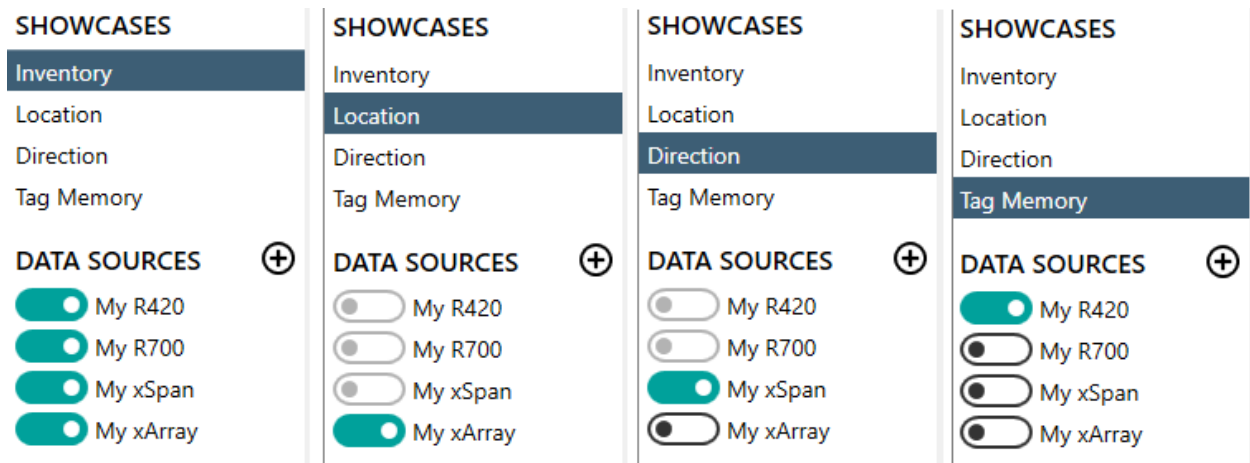 SHOWCASES
Inventory
Location
Direction
Tag Memory
DATA SOURCES
My R420
My R700
My xSpan
My xArray
SHOWCASES
Inventory
Location
Direction
Tag Memory
DATA SOURCES
My R420
My R700
My xSpan
My xArray
SHOWCASES
Inventory
Location
Direction
Tag Memory
DATA SOURCES
My R420
My R700
My xSpan
My xArray
SHOWCASES
Inventory
Location
Direction
Tag Memory
DATA SOURCES
My R420
My R700
My xSpan
My xArray